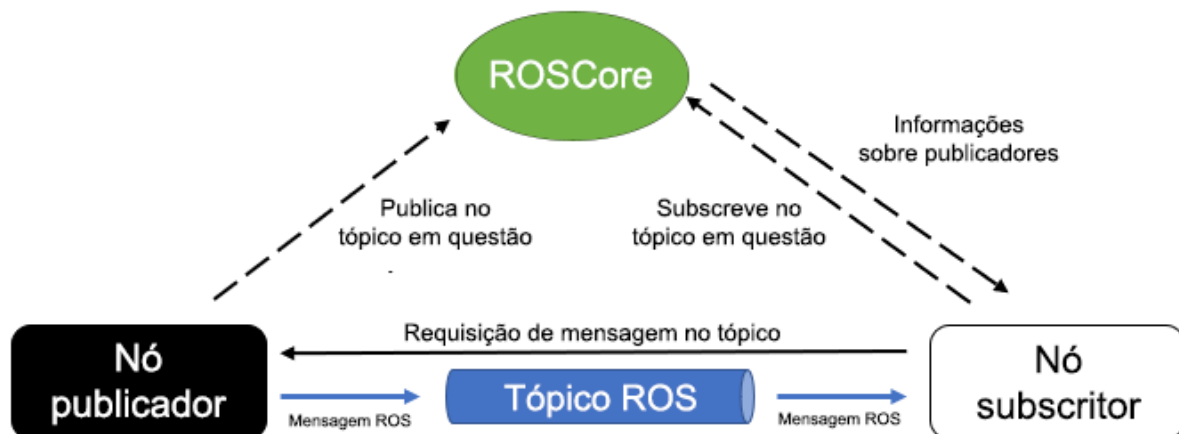 ROSCore
Informações
sobre publicadores
Publica no
tópico em questão
Subscreve no
tópico em questão
Requisição de mensagem no tópico
Nó
publicador
Mensagem ROS
Tópico ROS
Mensagem ROS
Nó
subscritor